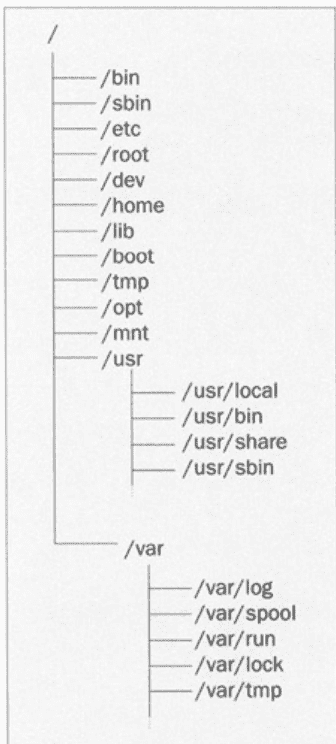 /
/bin
/sbin
/etc
/root
/dev
/home
/lib
/boot
/tmp
/opt
/mnt
/usr
/usr/local
/usr/bin
/usr/share
/usr/sbin
/var
/var/log
/var/spool
/var/run
/var/lock
/var/tmp